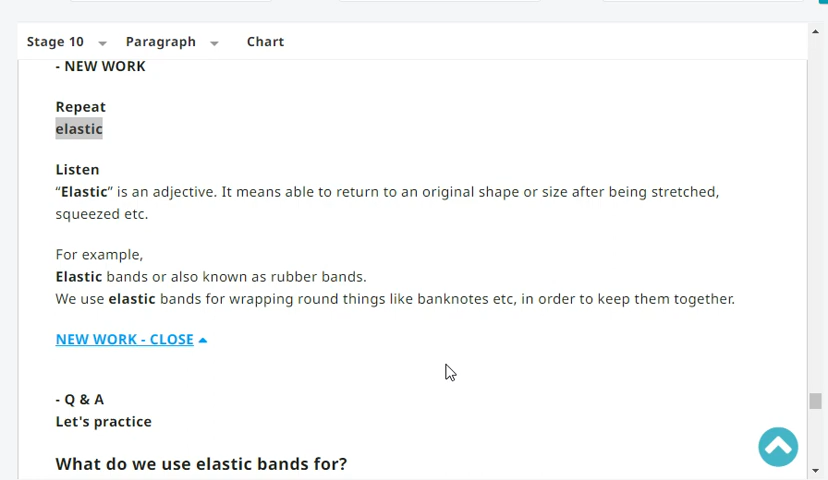 Stage 10 Paragraph Chart
- NEW WORK
Repeat
elastic
Listen
“Elastic” is an adjective. It means able to return to an original shape or size after being stretched,
squeezed etc.
For example,
Elastic bands or also known as rubber bands.
We use elastic bands for wrapping round things like banknotes etc, in order to keep them together.
NEW WORK - CLOSE
- Q & A
Let's practice
What do we use elastic bands for?